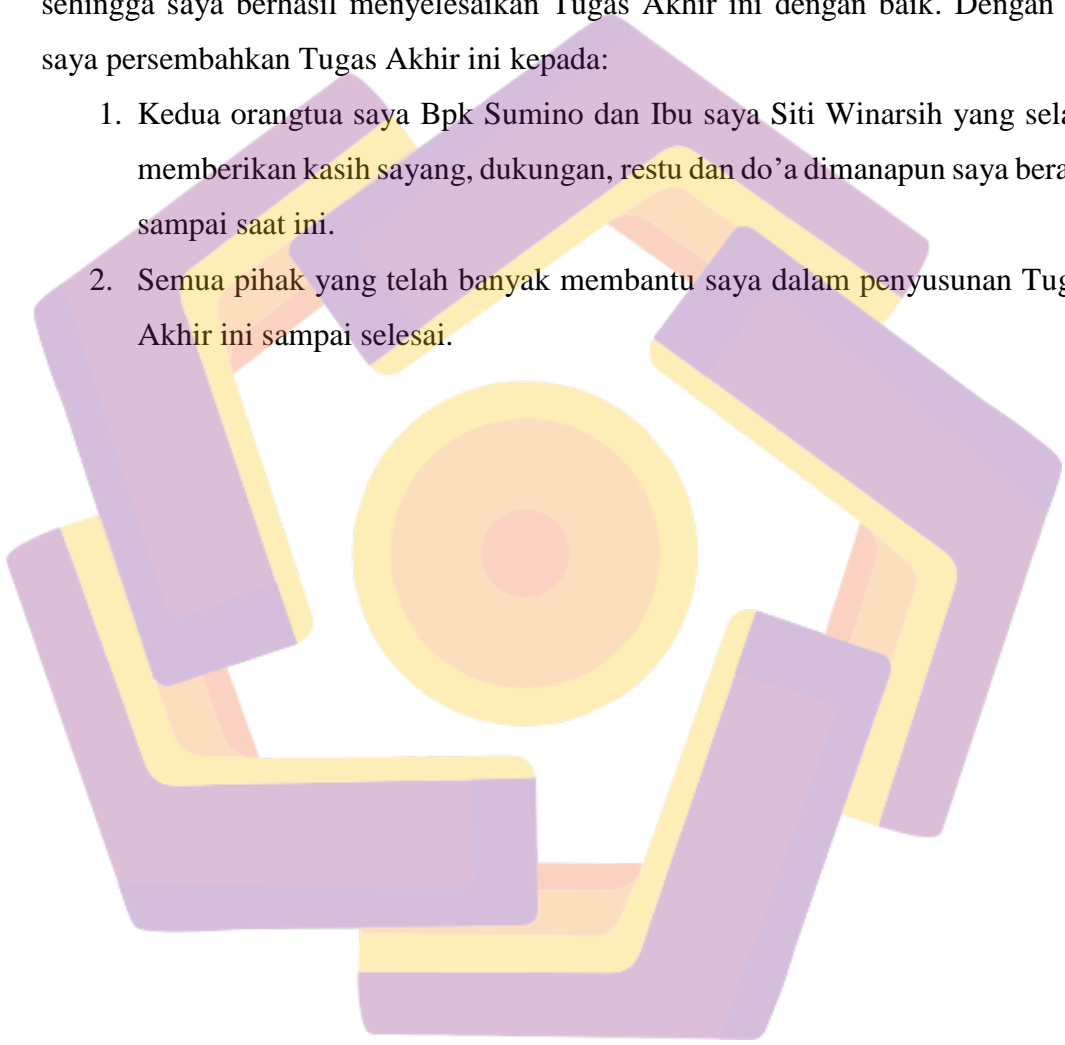 sehingga saya berhasil menyelesaikan Tugas Akhir ini dengan baik. Dengan
saya persembahkan Tugas Akhir ini kepada:
1. Kedua orangtua saya Bpk Sumino dan Ibu saya Siti Winarsih yang sela
memberikan kasih sayang, dukungan, restu dan do’a dimanapun saya bera
sampai saat ini.
2. Semua pihak yang telah banyak membantu saya dalam penyusunan Tug
Akhir ini sampai selesai.